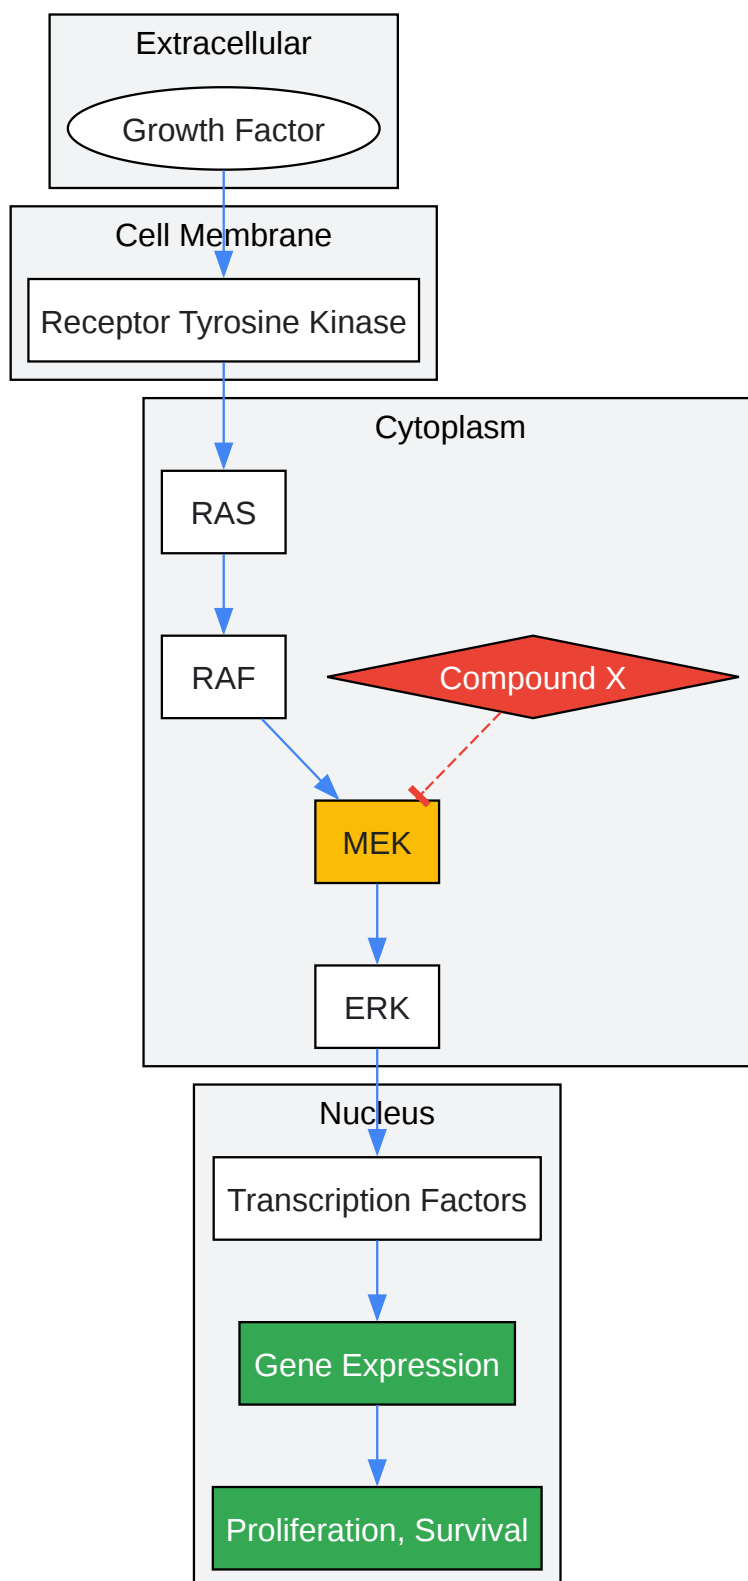 Extracellular
Growth Factor
Cell Membrane
Receptor Tyrosine Kinase
Cytoplasm
RAS
RAF
Compound X
MEK
ERK
Nucleus
Transcription Factors
Gene Expression
Proliferation, Survival